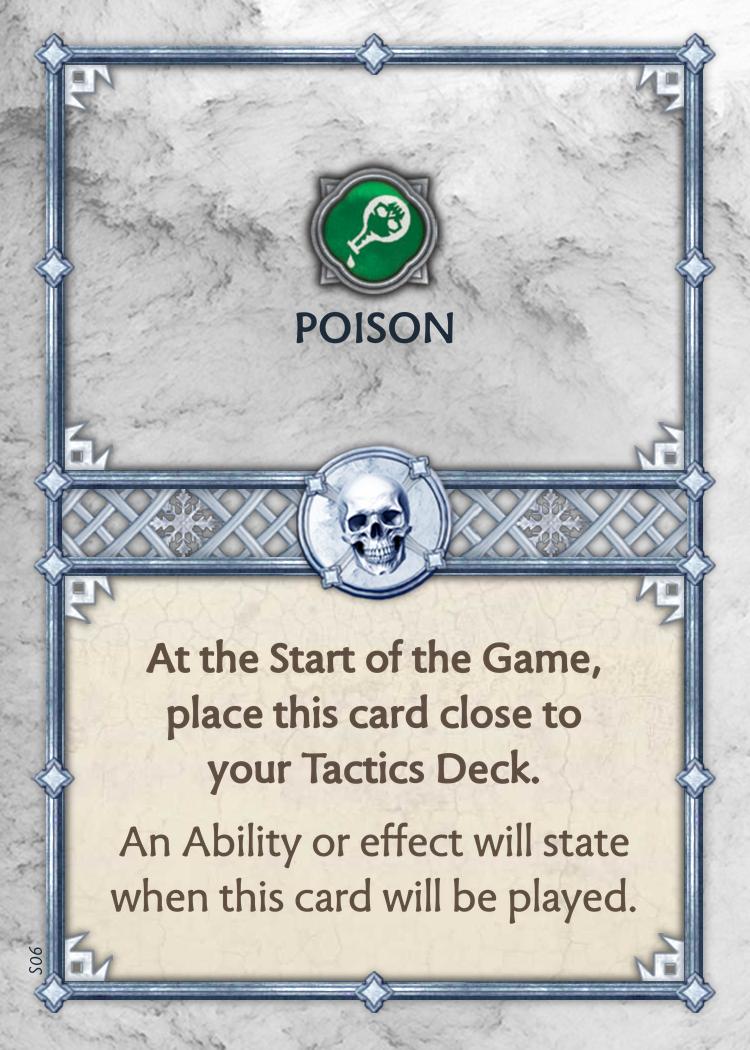 POISON
At the Start of the Game,
place this card close to
your Tactics Deck.
An Ability or effect will state
when this card will be played.
S06